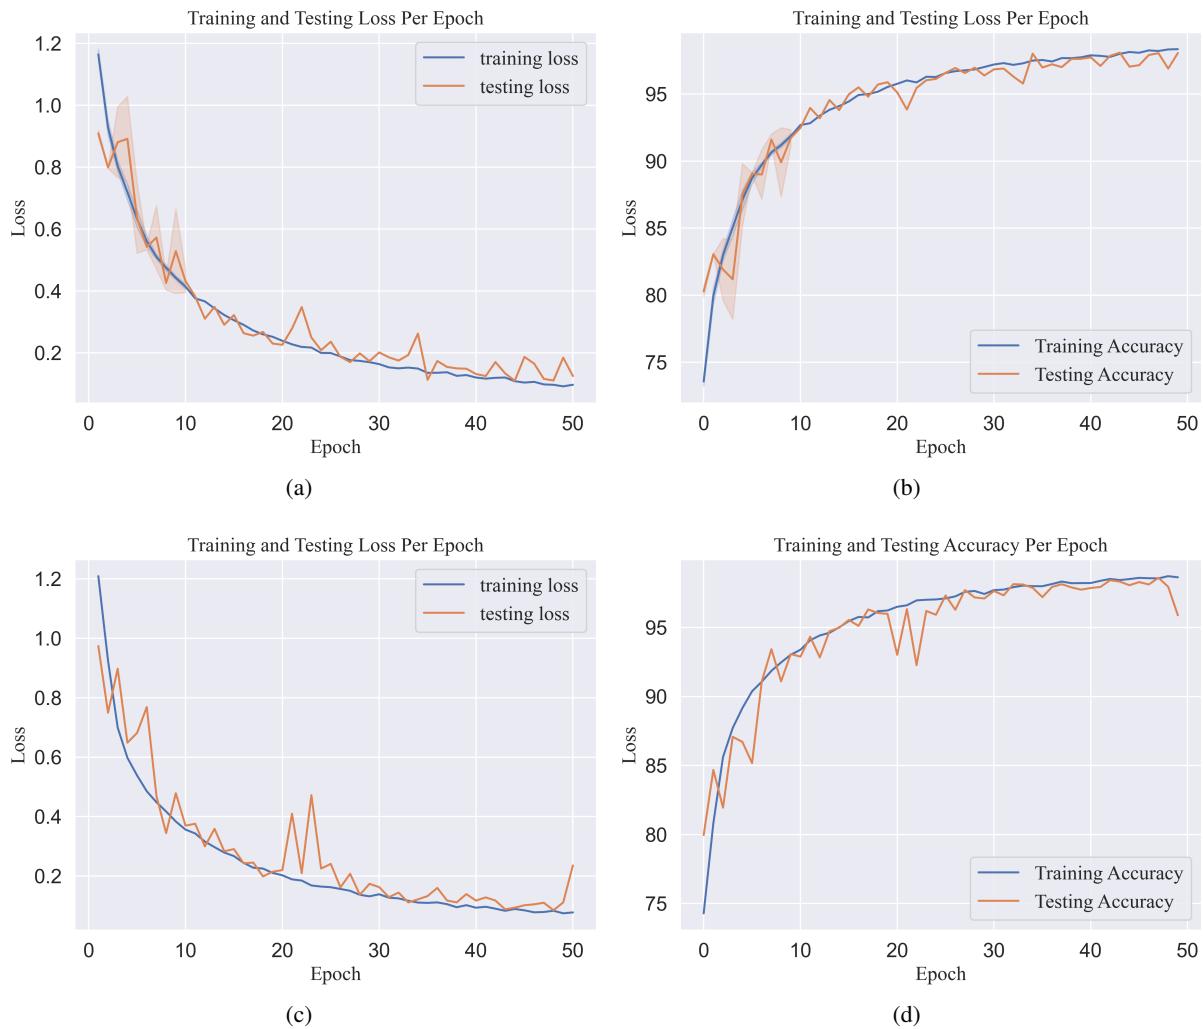 Training and Testing Loss Per Epoch
1.2
1.0
0.8
0.6
0.4
0.2
Loss
training loss
testing loss
0 10 20 30 40 50
Epoch
(a)
Training and Testing Loss Per Epoch
95
90
85
80
75
Loss
Training Accuracy
Testing Accuracy
0 10 20 30 40 50
Epoch
(b)
Training and Testing Loss Per Epoch
1.2
1.0
0.8
0.6
0.4
0.2
Loss
training loss
testing loss
0 10 20 30 40 50
Epoch
(c)
Training and Testing Accuracy Per Epoch
95
90
85
80
75
Loss
Training Accuracy
Testing Accuracy
0 10 20 30 40 50
Epoch
(d)